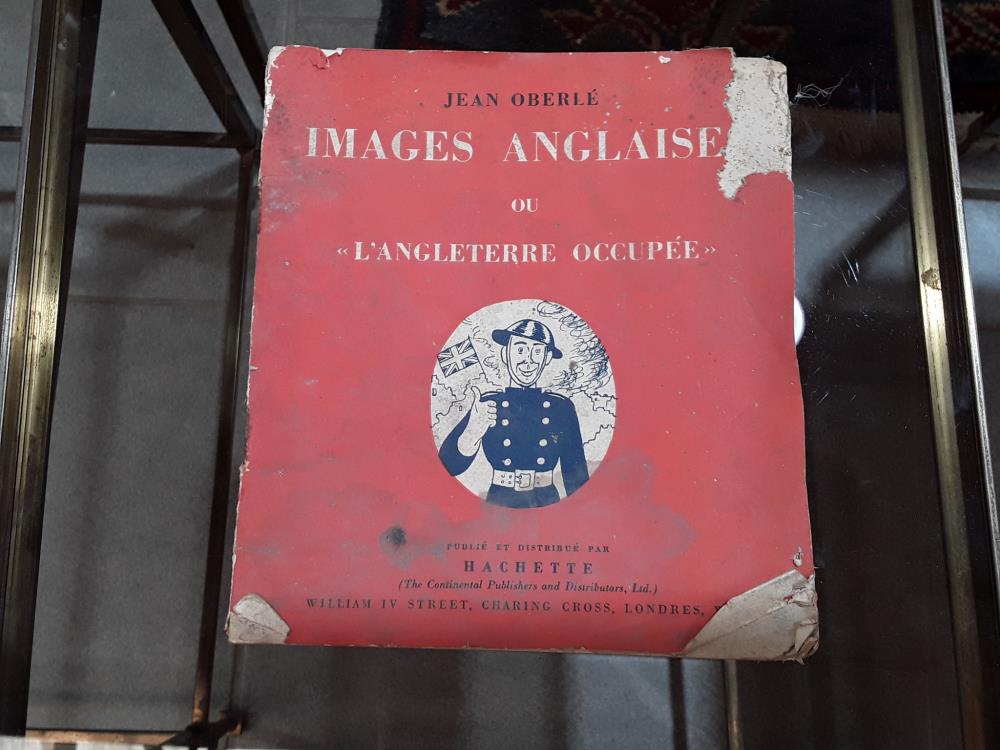 JEAN OBERLÉ
IMAGES ANGLAISE
OU
«L'ANGLETERRE OCCUPÉE»
PUBLIÉ ET DISTRIBUÉ PAR
HACHETTE
(The Continental Publishers and Distributors, Ltd.)
WILLIAM IV STREET, CHARING CROSS, LONDRES,